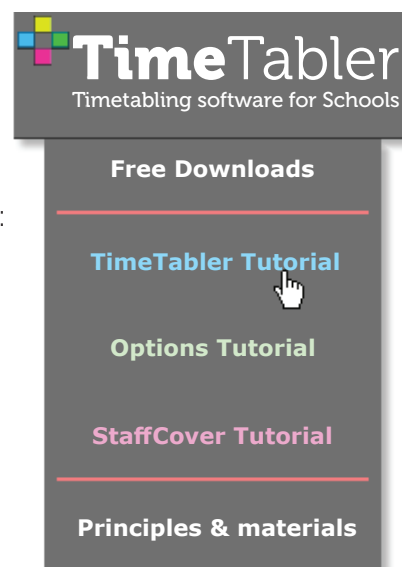 TimeTabler
Timetabling software for Schools
Free Downloads
:
TimeTabler Tutorial
Options Tutorial
StaffCover Tutorial
Principles & materials